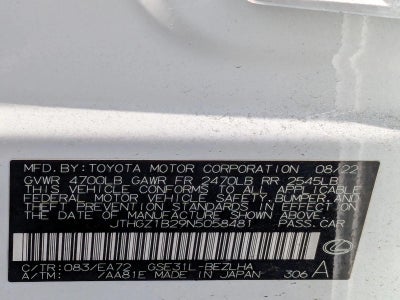 MFD.BY: TOYOTA MOTOR CORPORATION 08/22
GVWR 4700LB GAWR FR 2470LB RR 2545LB
THIS VEHICLE CONFORMS TO ALL APPLICABLE
FEDERAL MOTOR VEHICLE SAFETY, BUMPER, AND
THEFT PREVENTION STANDARDS IN EFFECT ON
THE DATE OF MANUFACTURE SHOWN ABOVE.
JTHGZ1B29N5058481 PASS.CAR
C/TR: 083/EA72 GSE31L-BEZLHA
A/TM: /AA81E MADE IN JAPAN 306 A